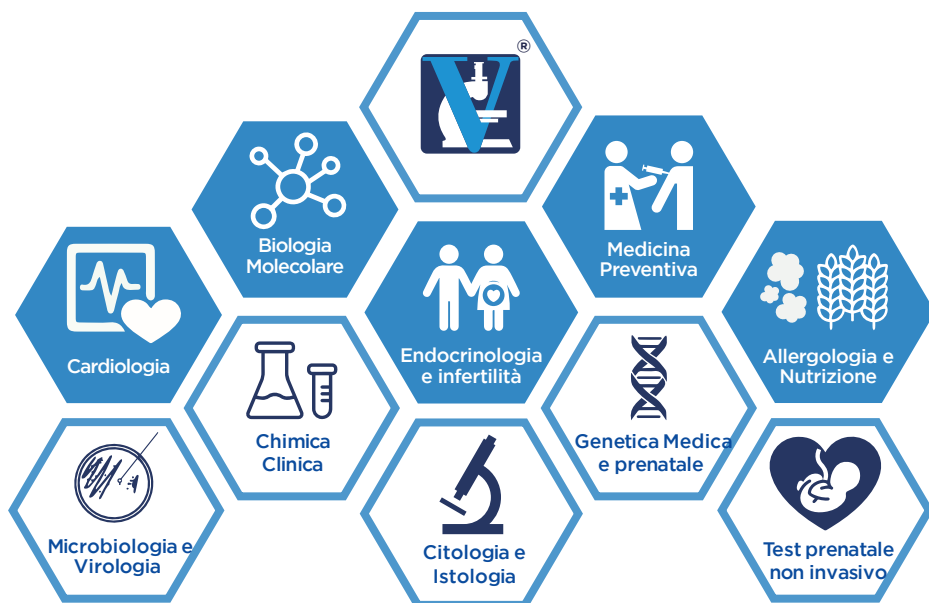 V®
Biologia
Molecolare
Medicina
Preventiva
Cardiologia
Endocrinologia
e infertilità
Allergologia e
Nutrizione
Chimica
Clinica
Genetica Medica
e prenatale
Microbiologia e
Virologia
Citologia e
Istologia
Test prenatale
non invasivo